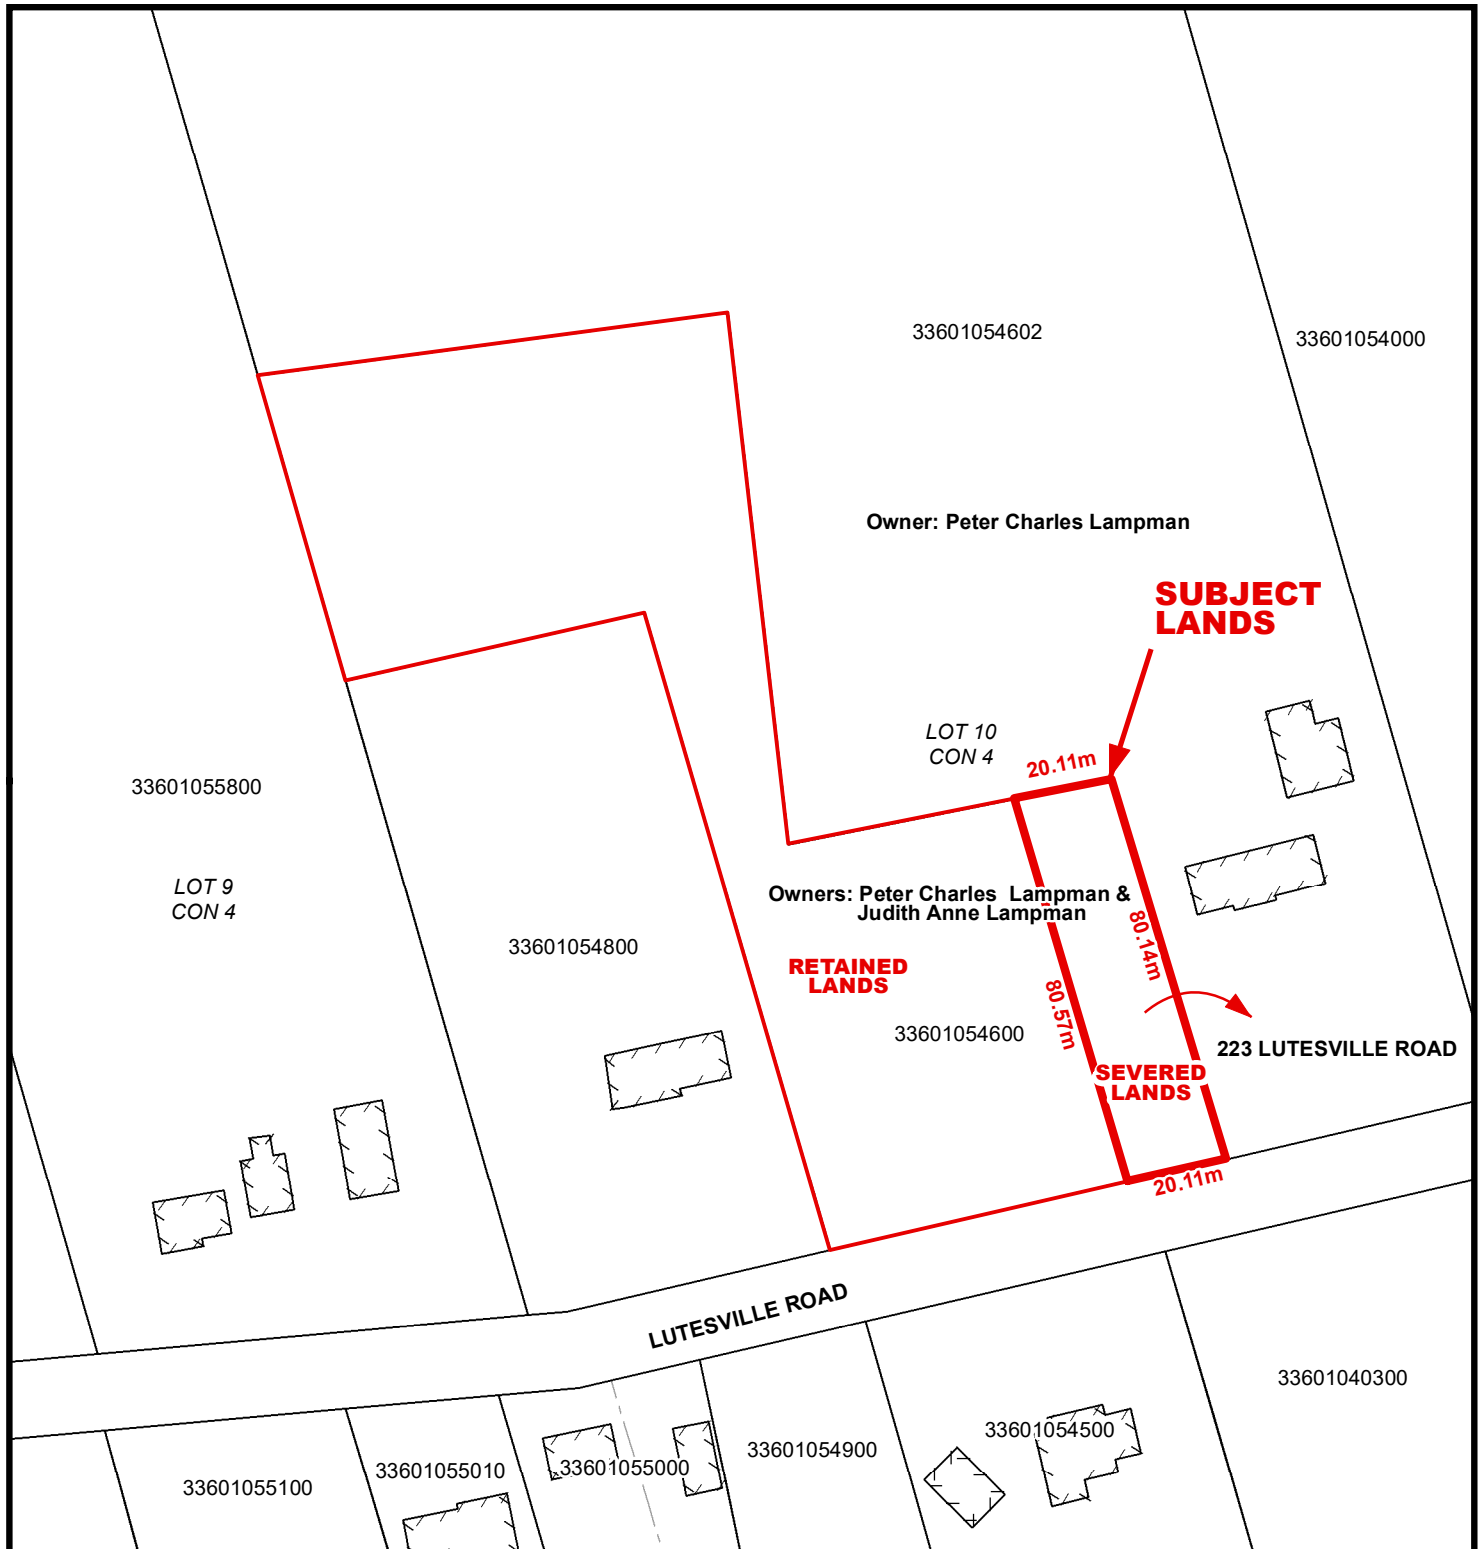 33601054602
33601054000
Owner: Peter Charles Lampman
SUBJECT
LANDS
LOT 10
CON 4
20.11m
33601055800
LOT 9
CON 4
Owners: Peter Charles Lampman &
Judith Anne Lampman
33601054800
80.14m
RETAINED
LANDS
80.57m
33601054600
223 LUTESVILLE ROAD
SEVERED
LANDS
20.11m
LUTESVILLE ROAD
33601040300
33601054500
33601054900
33601055000
33601055010
33601055100